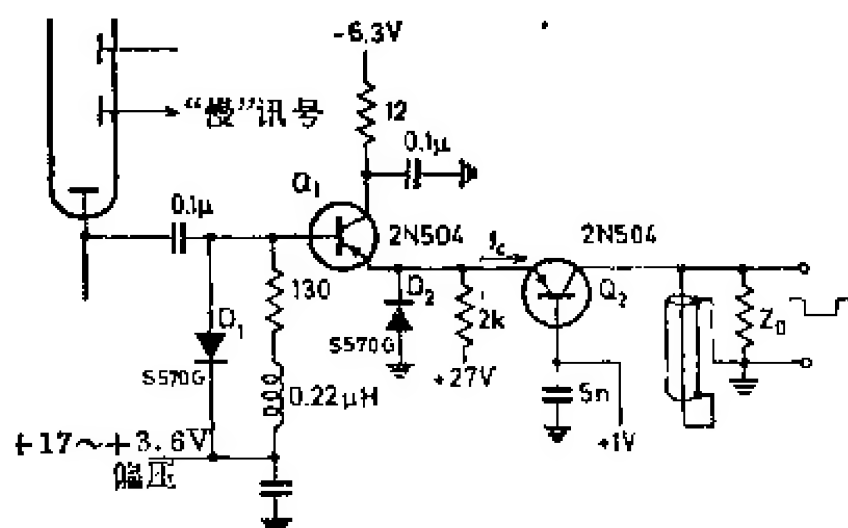 -6.3V
12
“慢”讯号
0.1μ
Q₁
0.1μ
2N504
2N504
I꜀
130
D₂
Q₂
D₁
2k
Z₀
S570G
S570G
+27V
0.22μH
5n
+17～+3.6V
+1V
偏压